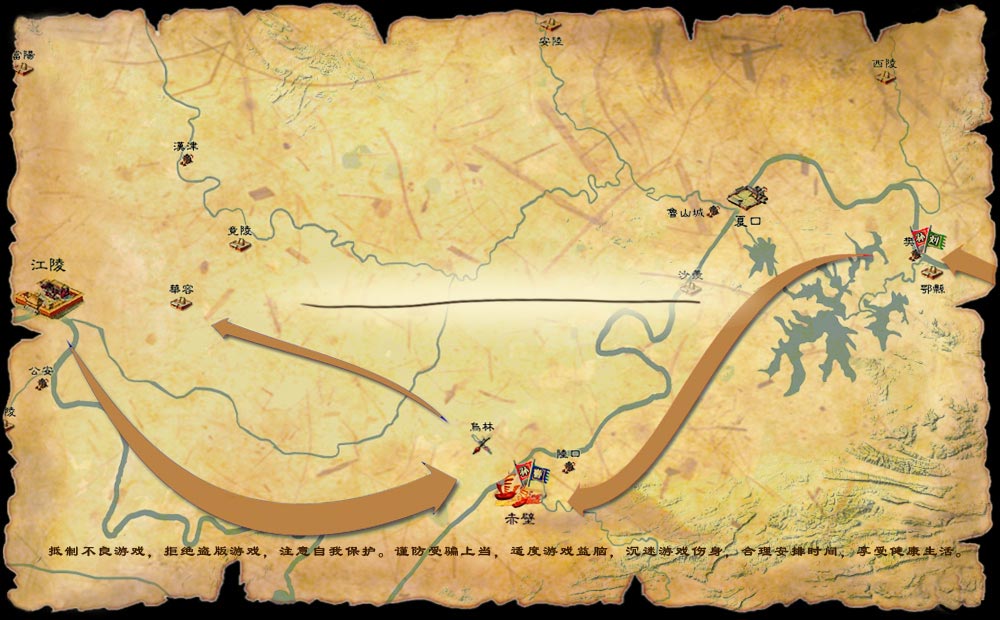 安陸
當陽
西陵
漢津
魯山城
夏口
竟陵
江陵
沙羨
華容
孙
刘
鄂縣
公安
陵
烏林
陸口
孙
曹
赤壁
抵制不良游戏，拒绝盗版游戏，注意自我保护。谨防受骗上当，适度游戏益脑，沉迷游戏伤身。合理安排时间，享受健康生活。